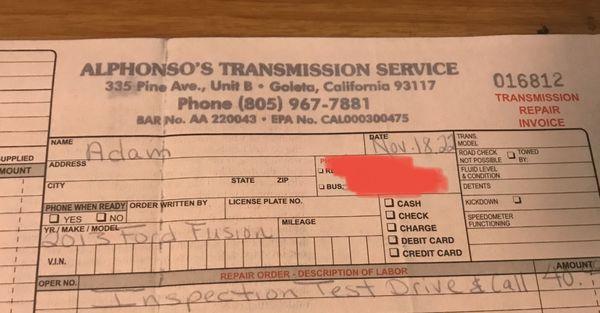 ALPHONSO'S TRANSMISSION SERVICE
335 Pine Ave., Unit B • Goleta, California 93117
Phone (805) 967-7881
BAR No. AA 220043 • EPA No. CAL000300475
016812
TRANSMISSION
REPAIR
INVOICE
NAME Adam
DATE Nov. 18. 22
TRANS. MODEL
ADDRESS
ROAD CHECK NOT POSSIBLE
TOWED BY:
CITY STATE ZIP
BUS.
FLUID LEVEL & CONDITION
DETENTS
PHONE WHEN READY
YES NO
ORDER WRITTEN BY
LICENSE PLATE NO.
MILEAGE
CASH
CHECK
CHARGE
DEBIT CARD
CREDIT CARD
KICKDOWN
SPEEDOMETER FUNCTIONING
YR./ MAKE / MODEL
2013 Ford Fusion
V.I.N.
UPPLIED
MOUNT
OPER NO. REPAIR ORDER - DESCRIPTION OF LABOR AMOUNT
Inspection Test Drive & Call 40.-